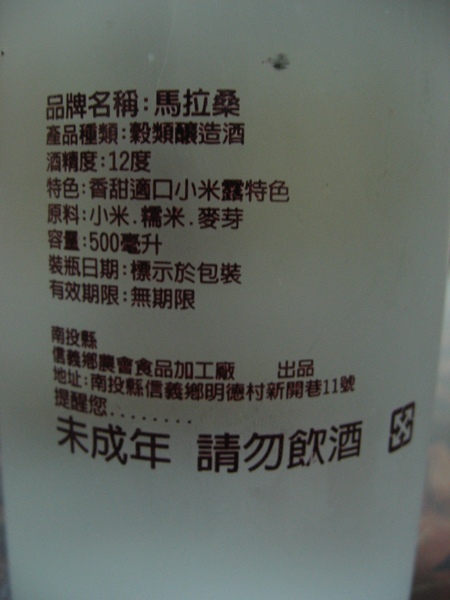 品牌名稱:馬拉桑
產品種類:穀類釀造酒
酒精度:12度
特色:香甜適口小米露特色
原料:小米.糯米.麥芽
容量:500毫升
裝瓶日期:標示於包裝
有效期限:無期限
南投縣
信義鄉農會食品加工廠 出品
地址:南投縣信義鄉明德村新開巷11號
提醒您........
未成年 請勿飲酒